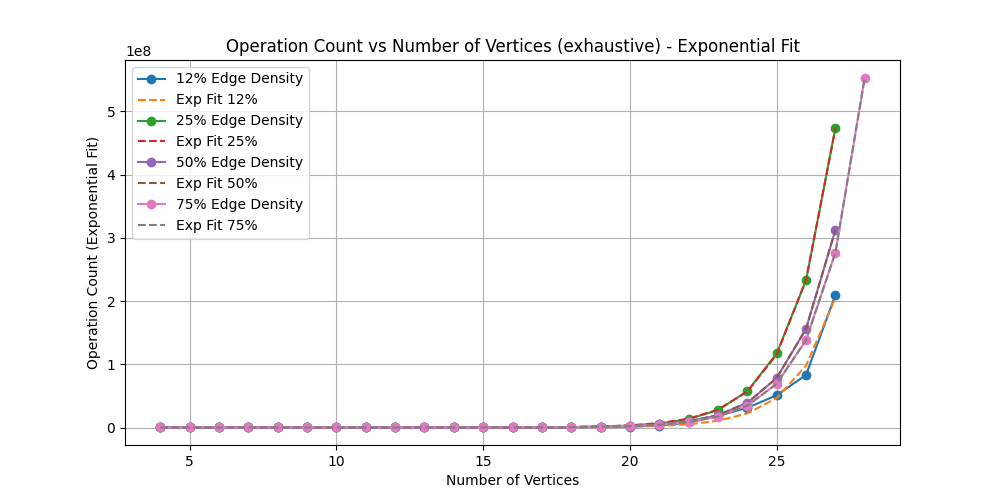 Operation Count vs Number of Vertices (exhaustive) - Exponential Fit
1e8
12% Edge Density
Exp Fit 12%
25% Edge Density
Exp Fit 25%
50% Edge Density
Exp Fit 50%
75% Edge Density
Exp Fit 75%
Operation Count (Exponential Fit)
5
4
3
2
1
0
5 10 15 20 25
Number of Vertices